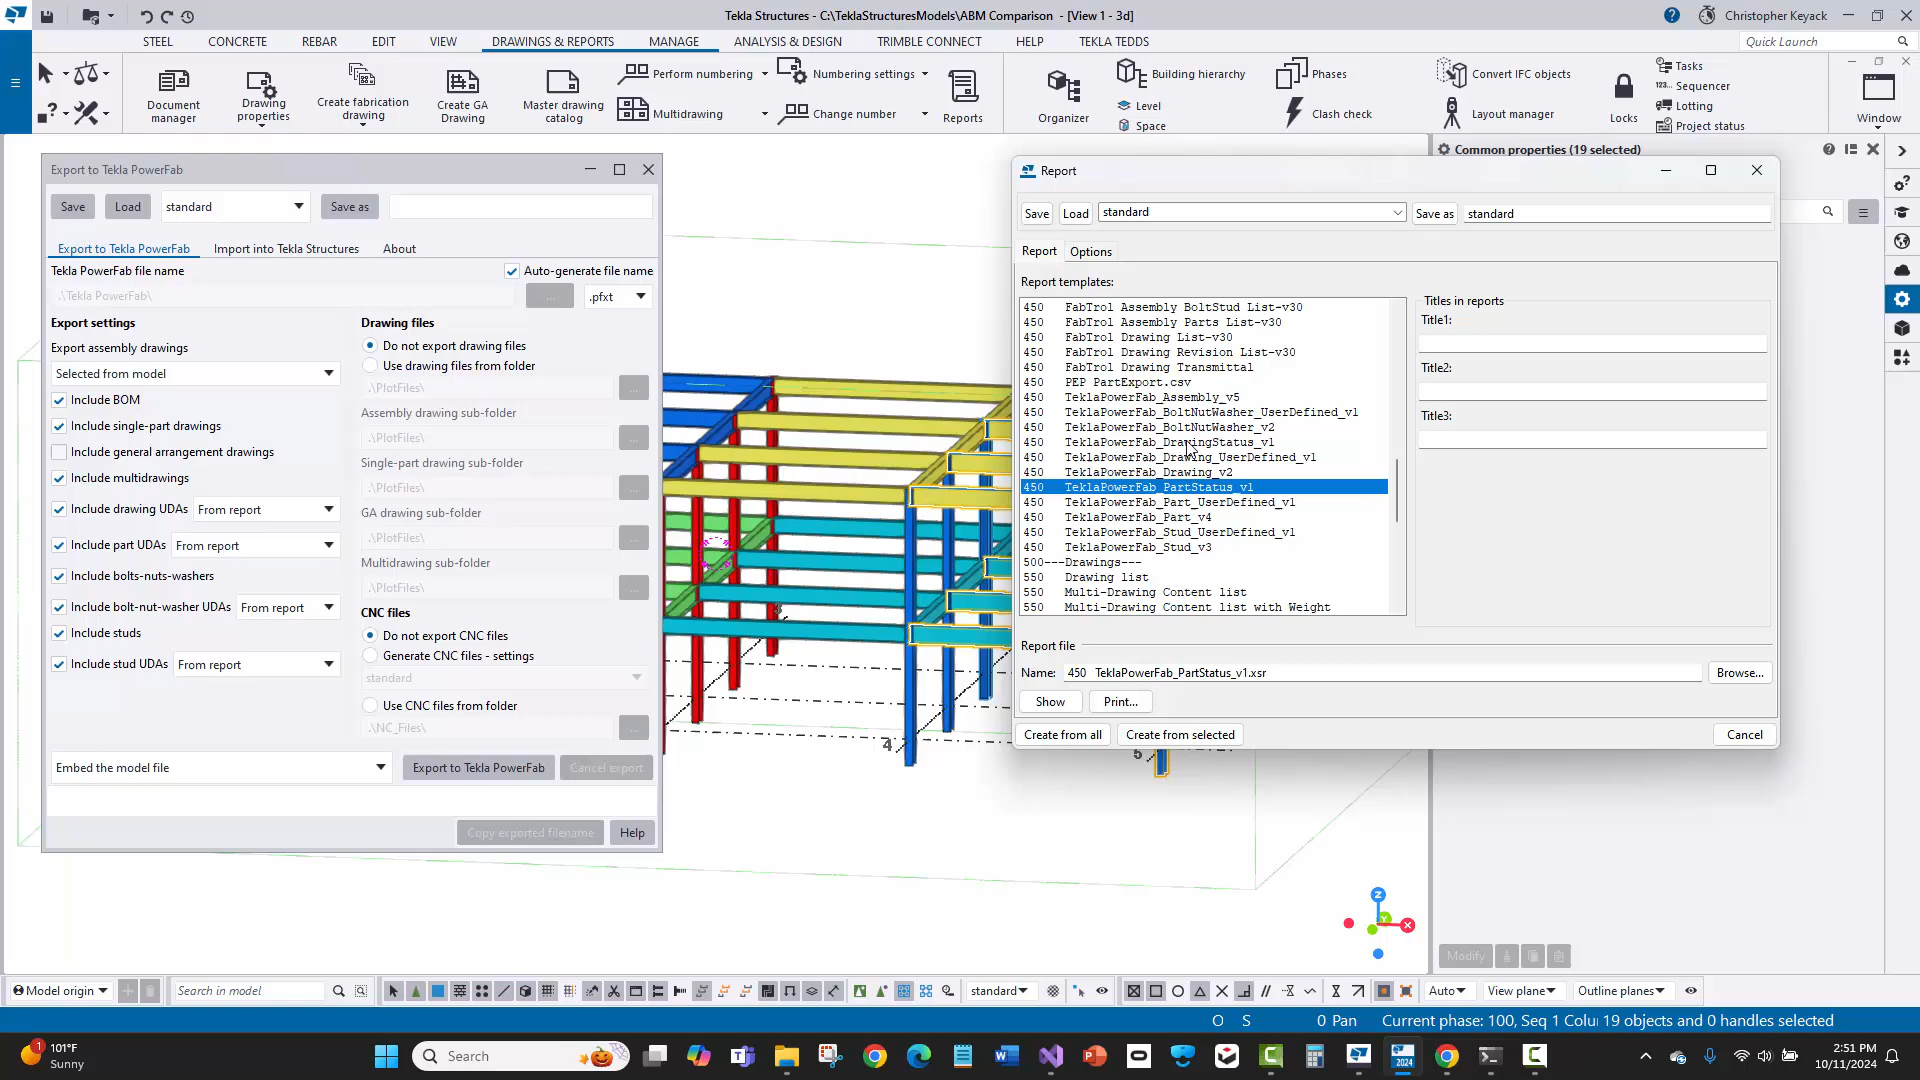 Tekla Structures - C:\TeklaStructuresModels\ABM Comparison - [View 1 - 3d]
Christopher Keyack
STEEL CONCRETE REBAR EDIT VIEW DRAWINGS & REPORTS MANAGE ANALYSIS & DESIGN TRIMBLE CONNECT HELP TEKLA TEDDS
Quick Launch
Document manager
Drawing properties
Create fabrication drawing
Create GA Drawing
Master drawing catalog
Perform numbering
Multidrawing
Numbering settings
Change number
Reports
Organizer
Building hierarchy
Level
Space
Phases
Clash check
Convert IFC objects
Layout manager
Locks
Tasks
Sequencer
Lotting
Project status
Window
Export to Tekla PowerFab
Save Load standard Save as
Export to Tekla PowerFab Import into Tekla Structures About
Tekla PowerFab file name
Auto-generate file name
.\Tekla PowerFab\ ... .pfxt
Export settings
Export assembly drawings
Selected from model
Include BOM
Include single-part drawings
Include general arrangement drawings
Include multidrawings
Include drawing UDAs From report
Include part UDAs From report
Include bolts-nuts-washers
Include bolt-nut-washer UDAs From report
Include studs
Include stud UDAs From report
Drawing files
Do not export drawing files
Use drawing files from folder
.\PlotFiles\ ...
Assembly drawing sub-folder
.\PlotFiles\ ...
Single-part drawing sub-folder
.\PlotFiles\ ...
GA drawing sub-folder
.\PlotFiles\ ...
Multidrawing sub-folder
.\PlotFiles\ ...
CNC files
Do not export CNC files
Generate CNC files - settings
standard
Use CNC files from folder
.\NC_Files\ ...
Embed the model file
Export to Tekla PowerFab Cancel export
Copy exported filename Help
3
4
5
Common properties (19 selected)
Report
Save Load standard Save as standard
Report Options
Report templates:
450 FabTrol Assembly BoltStud List-v30
450 FabTrol Assembly Parts List-v30
450 FabTrol Drawing List-v30
450 FabTrol Drawing Revision List-v30
450 FabTrol Drawing Transmittal
450 PEP PartExport.csv
450 TeklaPowerFab_Assembly_v5
450 TeklaPowerFab_BoltNutWasher_UserDefined_v1
450 TeklaPowerFab_BoltNutWasher_v2
450 TeklaPowerFab_DrawingStatus_v1
450 TeklaPowerFab_Drawing_UserDefined_v1
450 TeklaPowerFab_Drawing_v2
450 TeklaPowerFab_PartStatus_v1
450 TeklaPowerFab_Part_UserDefined_v1
450 TeklaPowerFab_Part_v4
450 TeklaPowerFab_Stud_UserDefined_v1
450 TeklaPowerFab_Stud_v3
500---Drawings---
550 Drawing list
550 Multi-Drawing Content list
550 Multi-Drawing Content list with Weight
Titles in reports
Title1:
Title2:
Title3:
Report file
Name: 450 TeklaPowerFab_PartStatus_v1.xsr Browse...
Show Print...
Create from all Create from selected Cancel
Z
Modify
Model origin Search in model standard Auto View plane Outline planes
O S 0 Pan Current phase: 100, Seq 1 Colu 19 objects and 0 handles selected
1
101°F
Sunny
Search
2024
2:51 PM
10/11/2024